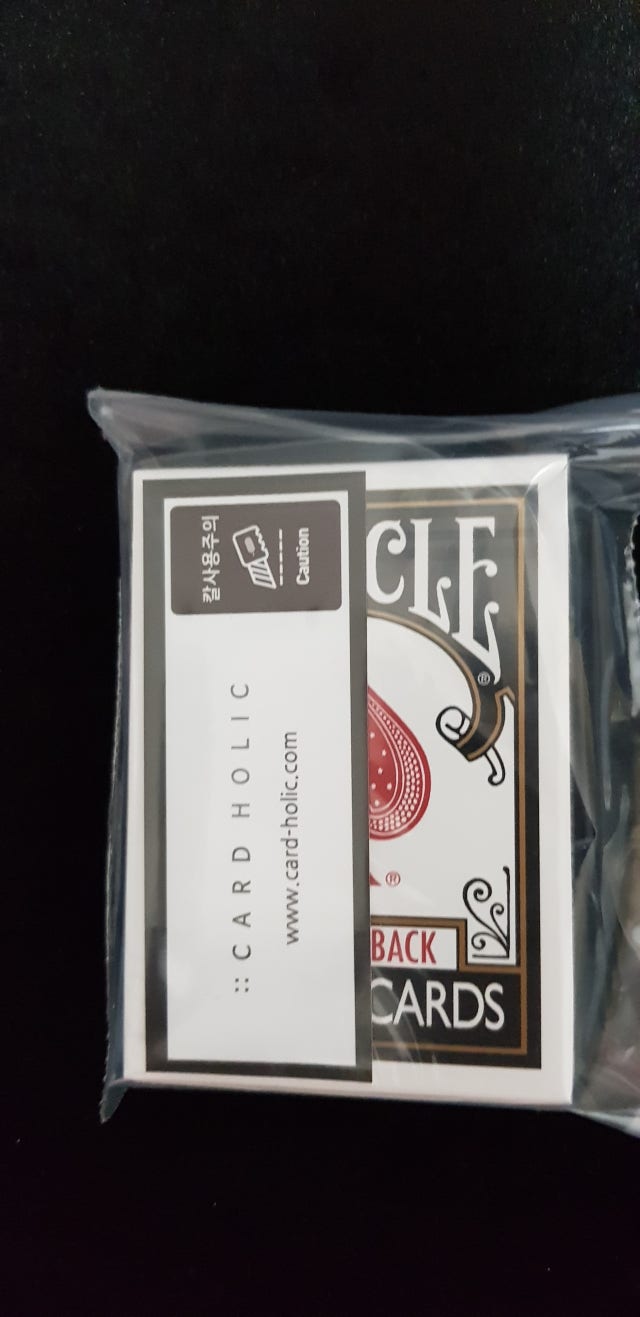 칼사용주의
Caution
:: CARD HOLIC
www.card-holic.com
CLE®
®
BACK
CARDS